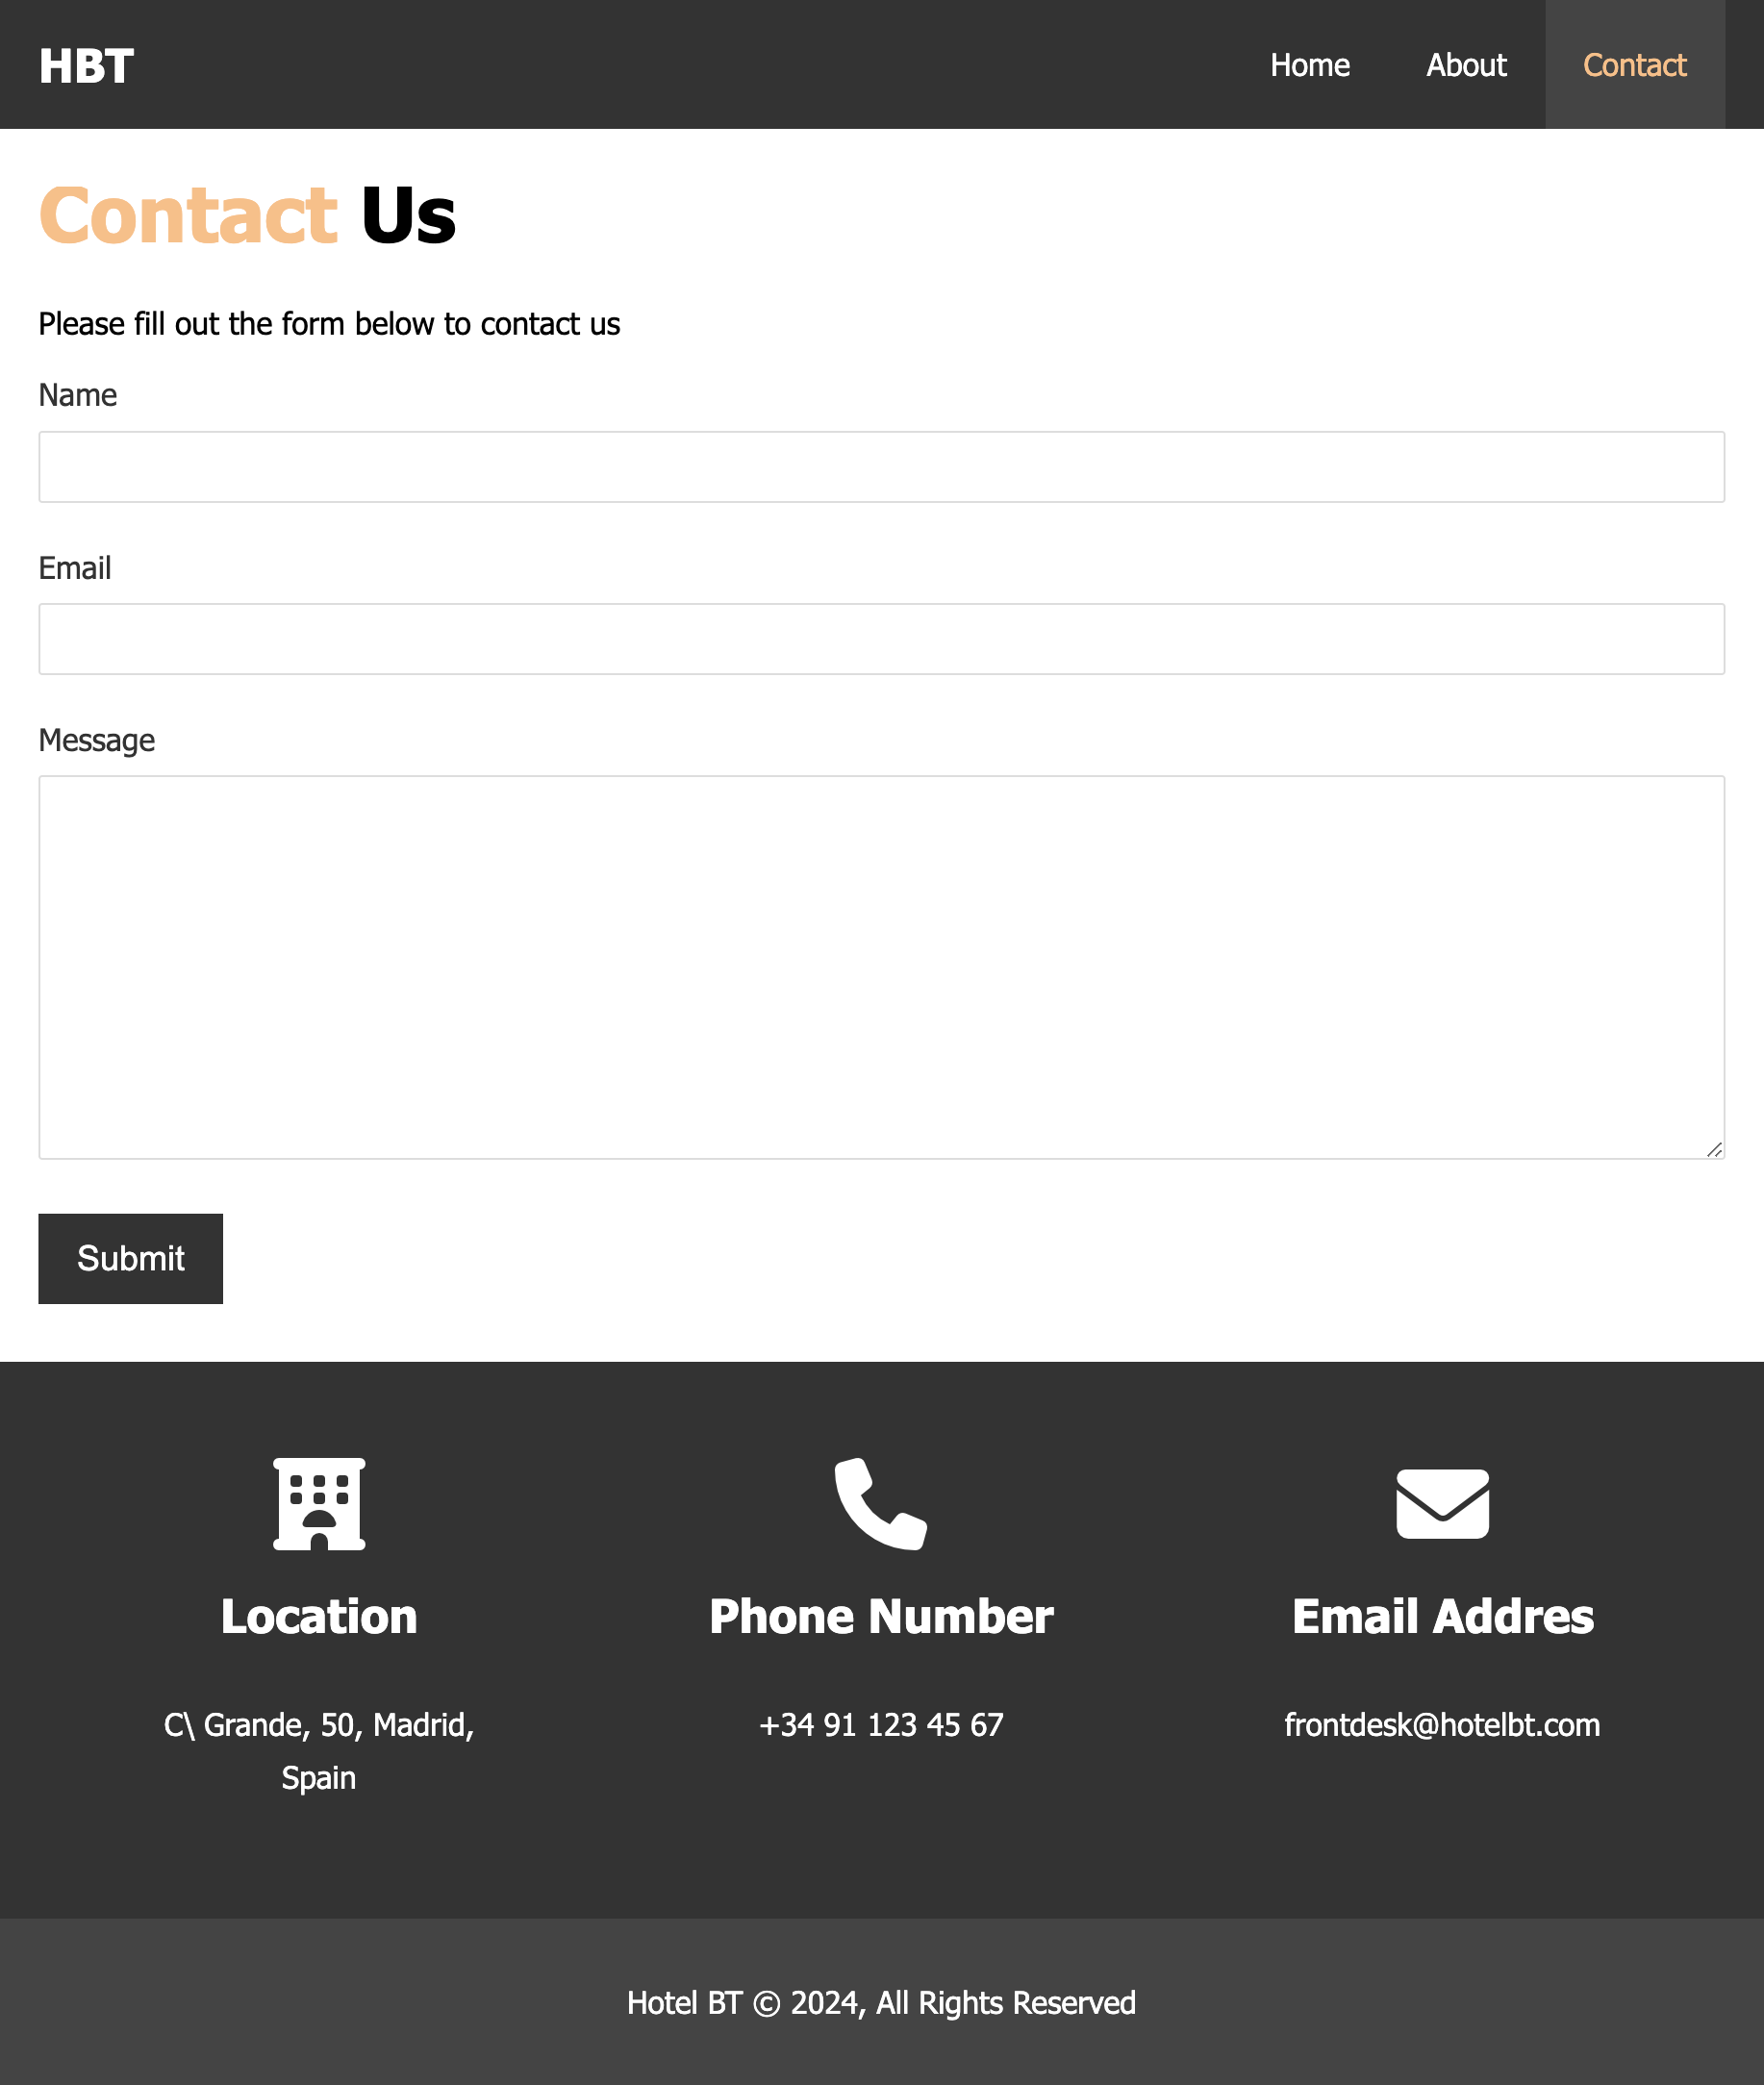 HBT
Home About Contact
Contact Us
Please fill out the form below to contact us
Name
Email
Message
Submit
Location
C\ Grande, 50, Madrid,
Spain
Phone Number
+34 91 123 45 67
Email Addres
frontdesk@hotelbt.com
Hotel BT © 2024, All Rights Reserved